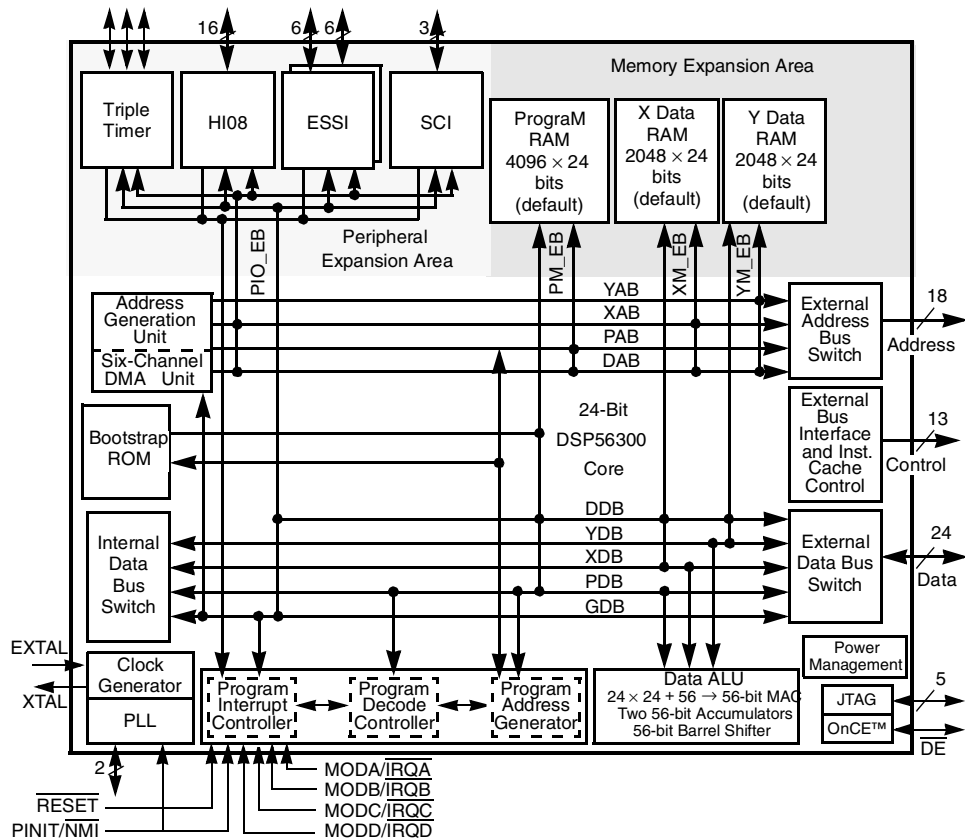 16
6
6
3
Memory Expansion Area
Triple
Timer
HI08
ESSI
SCI
PrograM
RAM
4096 × 24
bits
(default)
X Data
RAM
2048 × 24
bits
(default)
Y Data
RAM
2048 × 24
bits
(default)
Peripheral
Expansion Area
PIO_EB
PM_EB
XM_EB
YM_EB
Address
Generation
Unit
Six-Channel
DMA Unit
YAB
XAB
PAB
DAB
External
Address
Bus
Switch
18
Address
Bootstrap
ROM
24-Bit
DSP56300
Core
External
Bus
Interface
and Inst.
Cache
Control
13
Control
Internal
Data
Bus
Switch
DDB
YDB
XDB
PDB
GDB
External
Data Bus
Switch
24
Data
EXTAL
XTAL
Clock
Generator
PLL
2
Program
Interrupt
Controller
Program
Decode
Controller
Program
Address
Generator
Data ALU
24 × 24 + 56 → 56-bit MAC
Two 56-bit Accumulators
56-bit Barrel Shifter
Power
Management
JTAG
OnCE™
5
DE
RESET
PINIT/NMI
MODA/IRQA
MODB/IRQB
MODC/IRQC
MODD/IRQD